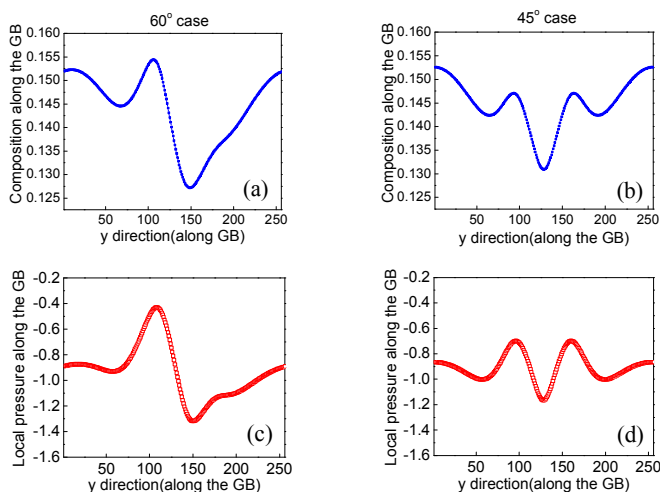 60° case
0.160
0.155
0.150
0.145
0.140
0.135
0.130
0.125
Composition along the GB
(a)
50 100 150 200 250
y direction(along GB)
45° case
0.160
0.155
0.150
0.145
0.140
0.135
0.130
0.125
Composition along the GB
(b)
50 100 150 200 250
y direction(along the GB)
-0.2
-0.4
-0.6
-0.8
-1.0
-1.2
-1.4
-1.6
Local pressure along the GB
(c)
50 100 150 200 250
y direction(along the GB)
-0.2
-0.4
-0.6
-0.8
-1.0
-1.2
-1.4
-1.6
Local pressure along the GB
(d)
50 100 150 200 250
y direction(along the GB)